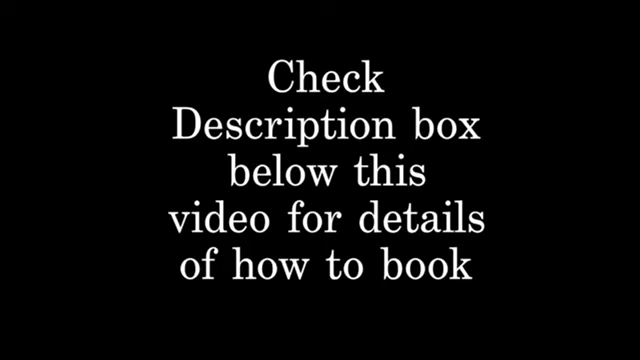 Check
Description box
below this
video for details
of how to book